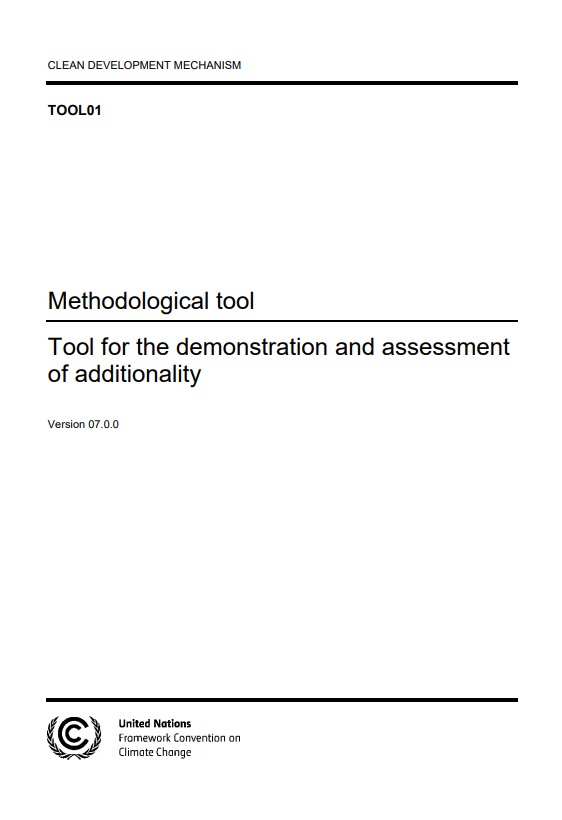 CLEAN DEVELOPMENT MECHANISM
TOOL01
Methodological tool
Tool for the demonstration and assessment
of additionality
Version 07.0.0
United Nations
Framework Convention on
Climate Change